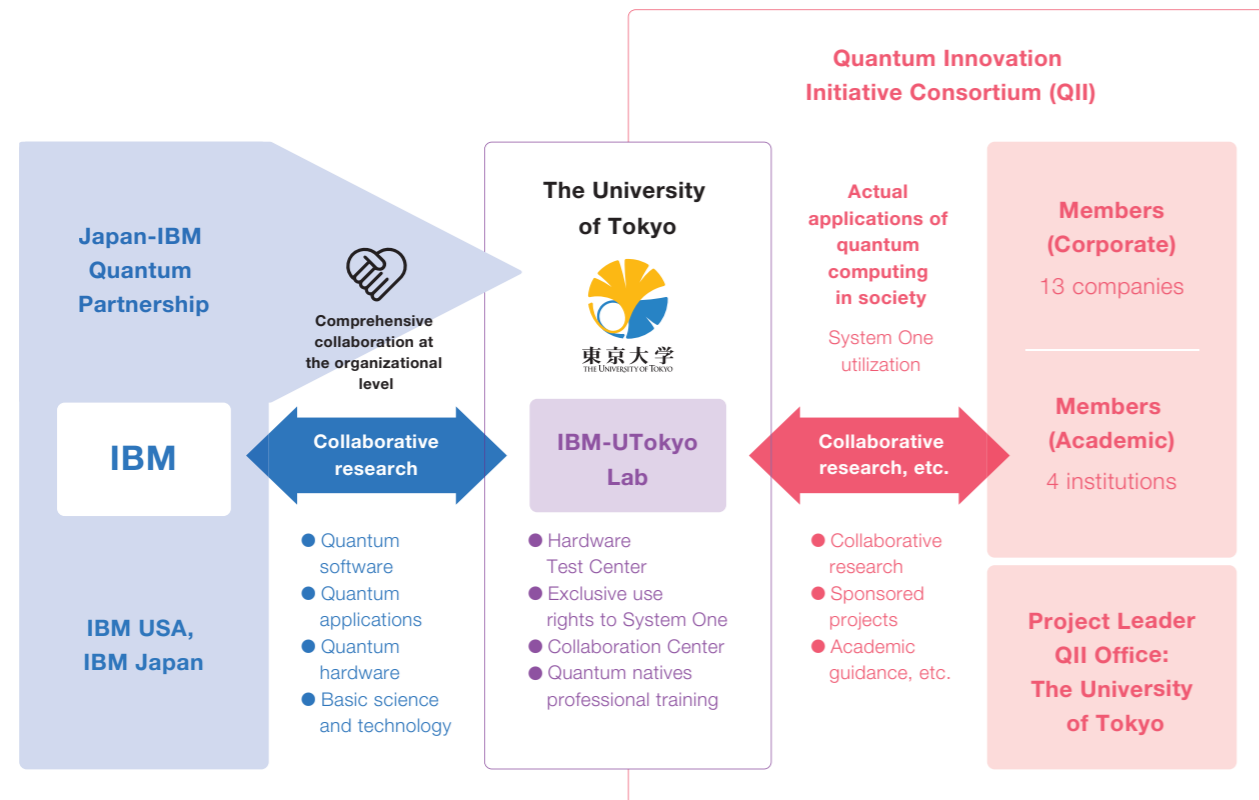 Quantum Innovation
Initiative Consortium (QII)
Japan-IBM
Quantum
Partnership
Comprehensive
collaboration at
the organizational
level
IBM
Collaborative
research
Quantum
software
Quantum
applications
Quantum
hardware
Basic science
and technology
IBM USA,
IBM Japan
The University
of Tokyo
東京大学
THE UNIVERSITY OF TOKYO
IBM-UTokyo
Lab
Hardware
Test Center
Exclusive use
rights to System One
Collaboration Center
Quantum natives
professional training
Actual
applications of
quantum
computing
in society
System One
utilization
Collaborative
research, etc.
Collaborative
research
Sponsored
projects
Academic
guidance, etc.
Members
(Corporate)
13 companies
Members
(Academic)
4 institutions
Project Leader
QII Office:
The University
of Tokyo